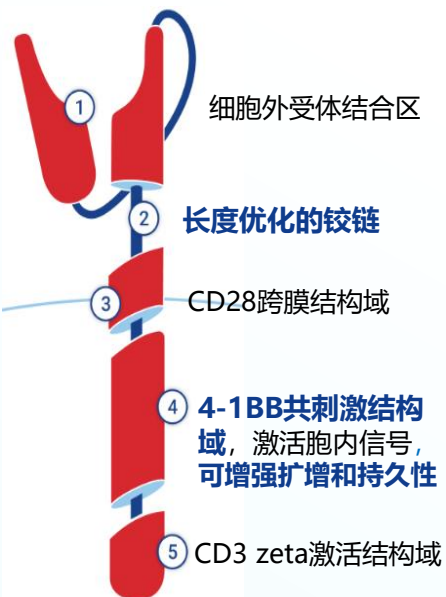 1
细胞外受体结合区
2
长度优化的铰链
3
CD28跨膜结构域
4
4-1BB共刺激结构
域，激活胞内信号，
可增强扩增和持久性
5
CD3 zeta激活结构域